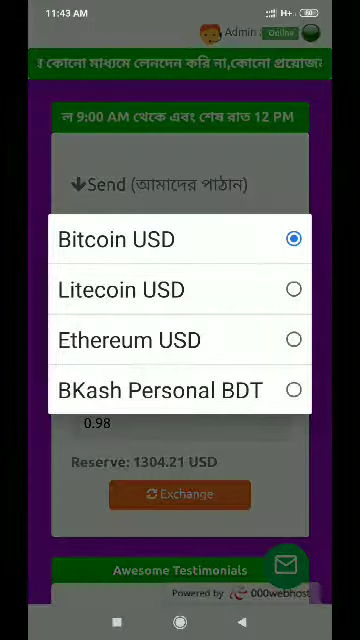 11:43 AM
H+
60
Admin :
Online
র কোনো মাধ্যমে লেনদেন করি না,কোনো প্রয়োজন
ল 9:00 AM থেকে এবং শেষ রাত 12 PM
Send (আমাদের পাঠান)
Bitcoin USD
Litecoin USD
Ethereum USD
BKash Personal BDT
0.98
Reserve: 1304.21 USD
Exchange
Awesome Testimonials
Powered by 000webhost